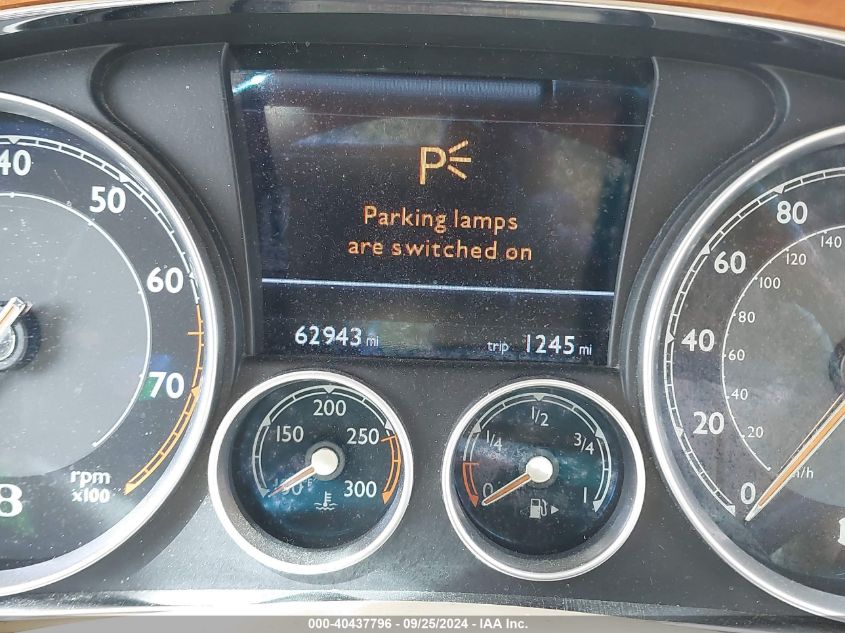 40
50
60
70
rpm
x100
8
P
Parking lamps
are switched on
62943 mi
trip 1245 mi
150
200
250
300
F
0
1/4
1/2
3/4
1
80
60
40
20
0
140
120
100
80
60
40
20
000-40437796 - 09/25/2024 - IAA Inc.